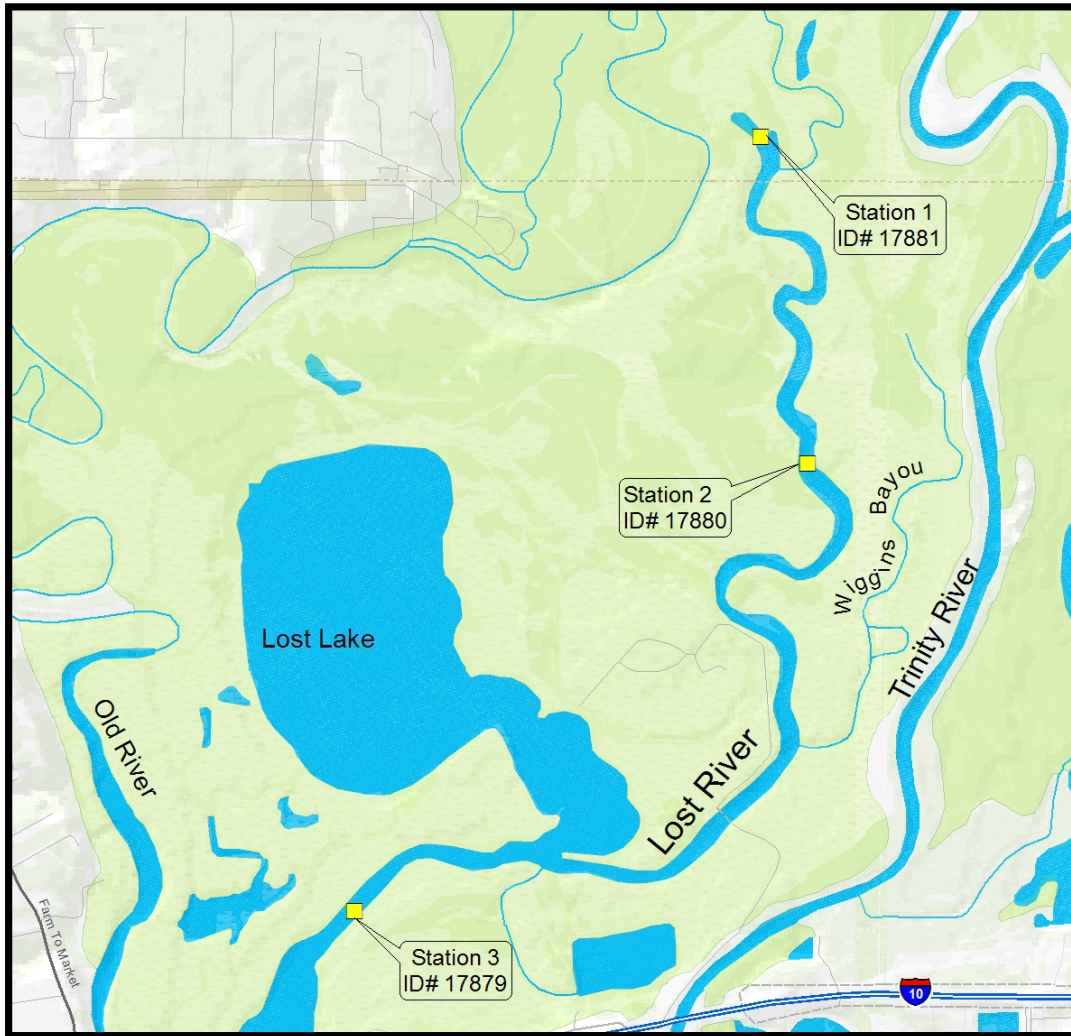 Station 1
ID# 17881
Station 2
ID# 17880
Wiggins Bayou
Trinity River
Lost Lake
Old River
Lost River
Farm To Market
Station 3
ID# 17879
10